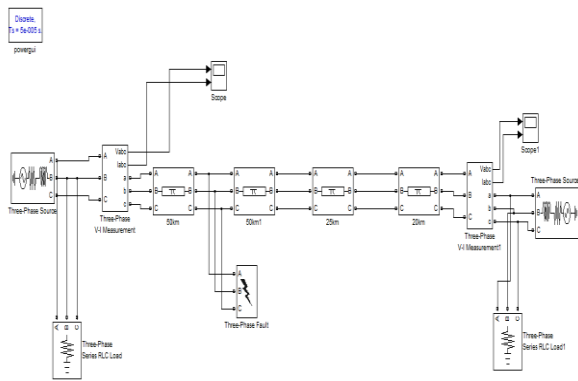 Discrete,
Ts = 5e-005 s.
powergui
Scope
Scope1
Vabc
Iabc
A
B
C
a
b
c
Three-Phase Source
Three-Phase
V-I Measurement
A
B
C
A
B
C
50km
A
B
C
A
B
C
50km1
A
B
C
A
B
C
25km
A
B
C
A
B
C
20km
Vabc
Iabc
A
B
C
a
b
c
Three-Phase
V-I Measurement1
Three-Phase Source
A
B
C
A
B
C
Three-Phase Fault
A
B
C
Three-Phase
Series RLC Load
A
B
C
Three-Phase
Series RLC Load1
A
B
C